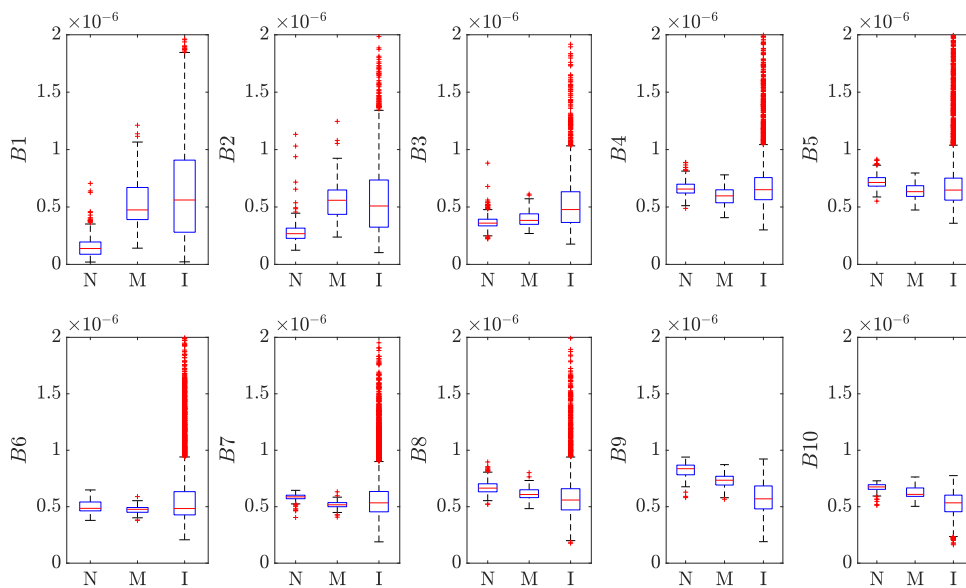 ×10⁻⁶ ×10⁻⁶ ×10⁻⁶ ×10⁻⁶ ×10⁻⁶
2 2 2 2 2
1.5 1.5 1.5 1.5 1.5
B1 B2 B3 B4 B5
1 1 1 1 1
0.5 0.5 0.5 0.5 0.5
0 0 0 0 0
N M I N M I N M I N M I N M I
×10⁻⁶ ×10⁻⁶ ×10⁻⁶ ×10⁻⁶ ×10⁻⁶
2 2 2 2 2
1.5 1.5 1.5 1.5 1.5
B6 B7 B8 B9 B10
1 1 1 1 1
0.5 0.5 0.5 0.5 0.5
0 0 0 0 0
N M I N M I N M I N M I N M I